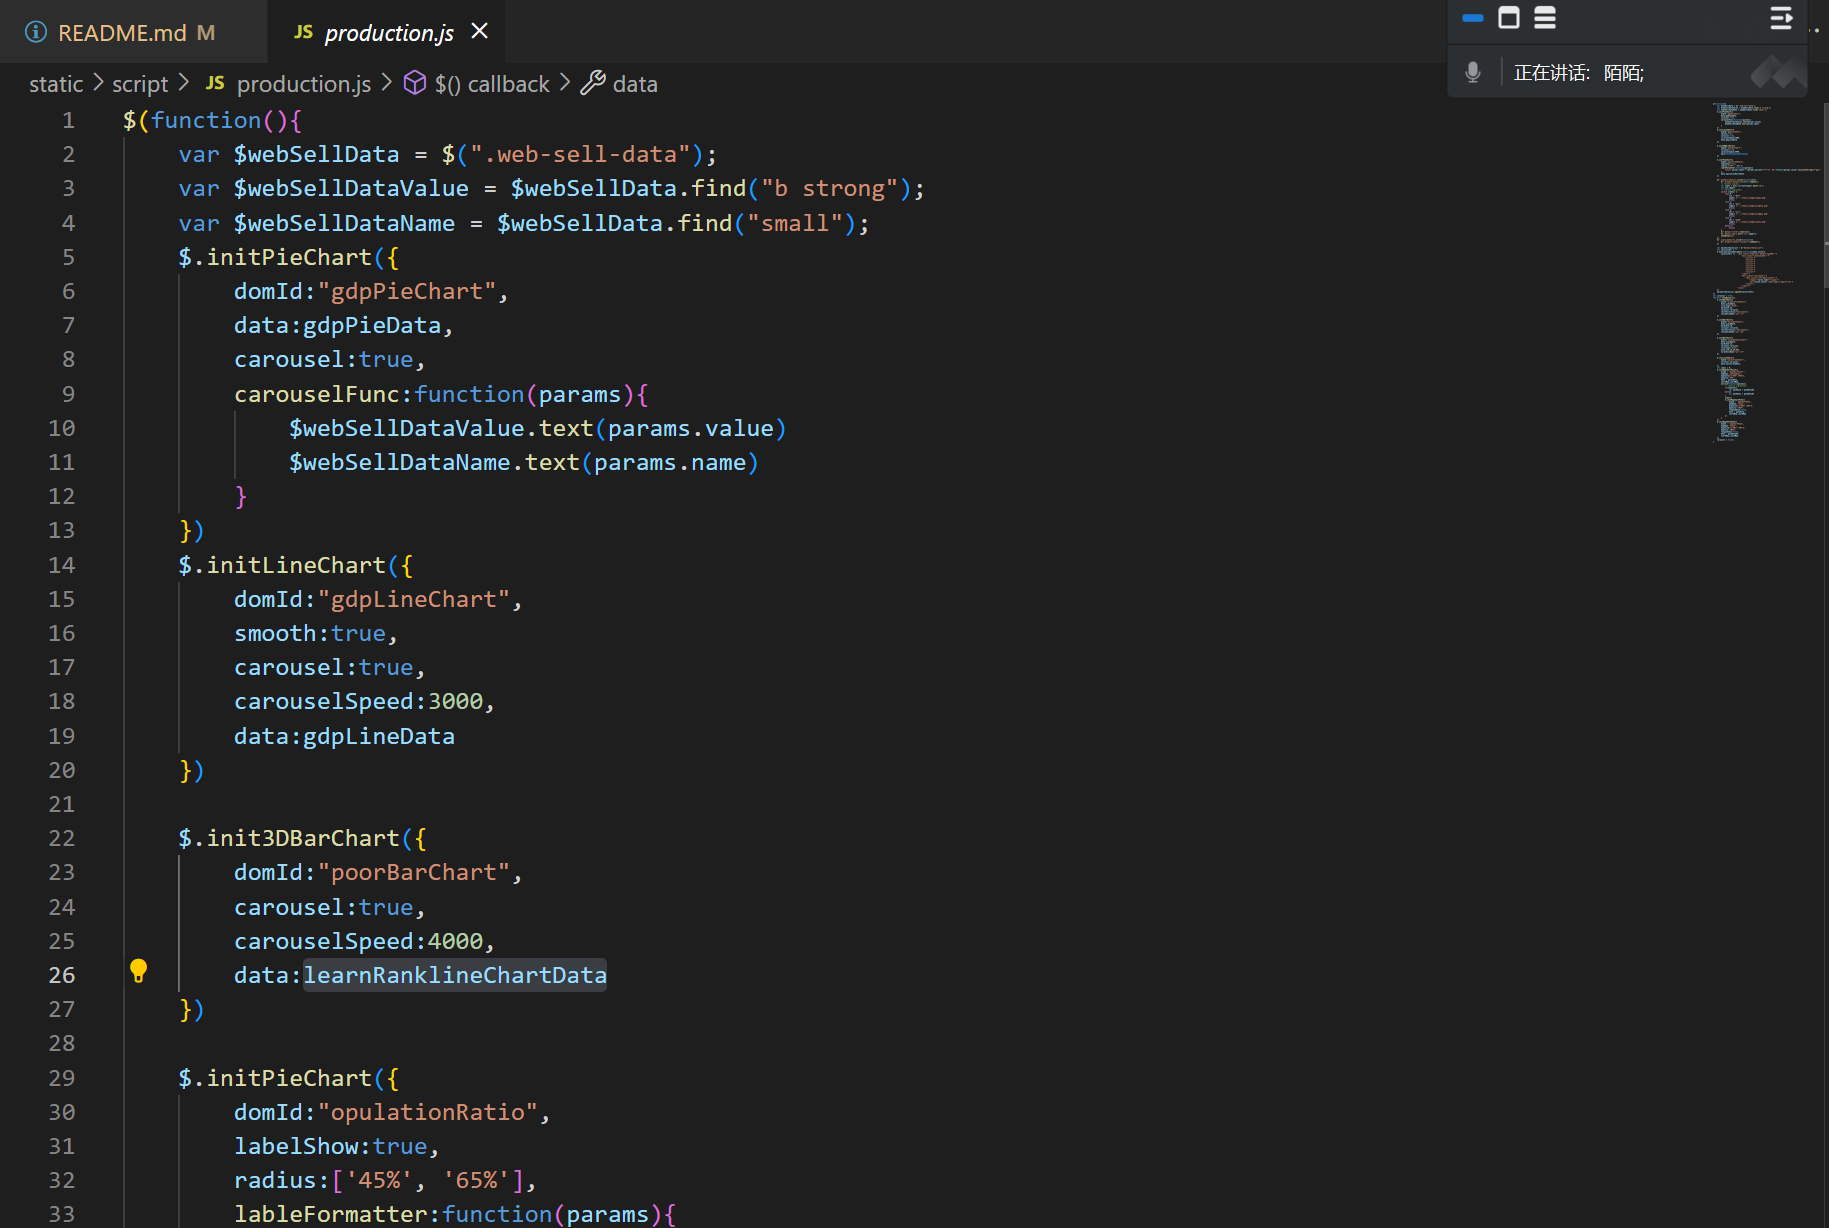 README.md M
JS production.js
正在讲话: 陌陌;
static > script > JS production.js > $() callback > data
1 $(function(){
2 var $webSellData = $(".web-sell-data");
3 var $webSellDataValue = $webSellData.find("b strong");
4 var $webSellDataName = $webSellData.find("small");
5 $.initPieChart({
6 domId:"gdpPieChart",
7 data:gdpPieData,
8 carousel:true,
9 carouselFunc:function(params){
10 $webSellDataValue.text(params.value)
11 $webSellDataName.text(params.name)
12 }
13 })
14 $.initLineChart({
15 domId:"gdpLineChart",
16 smooth:true,
17 carousel:true,
18 carouselSpeed:3000,
19 data:gdpLineData
20 })
21
22 $.init3DBarChart({
23 domId:"poorBarChart",
24 carousel:true,
25 carouselSpeed:4000,
26 data:learnRanklineChartData
27 })
28
29 $.initPieChart({
30 domId:"opulationRatio",
31 labelShow:true,
32 radius:['45%', '65%'],
33 lableFormatter:function(params){